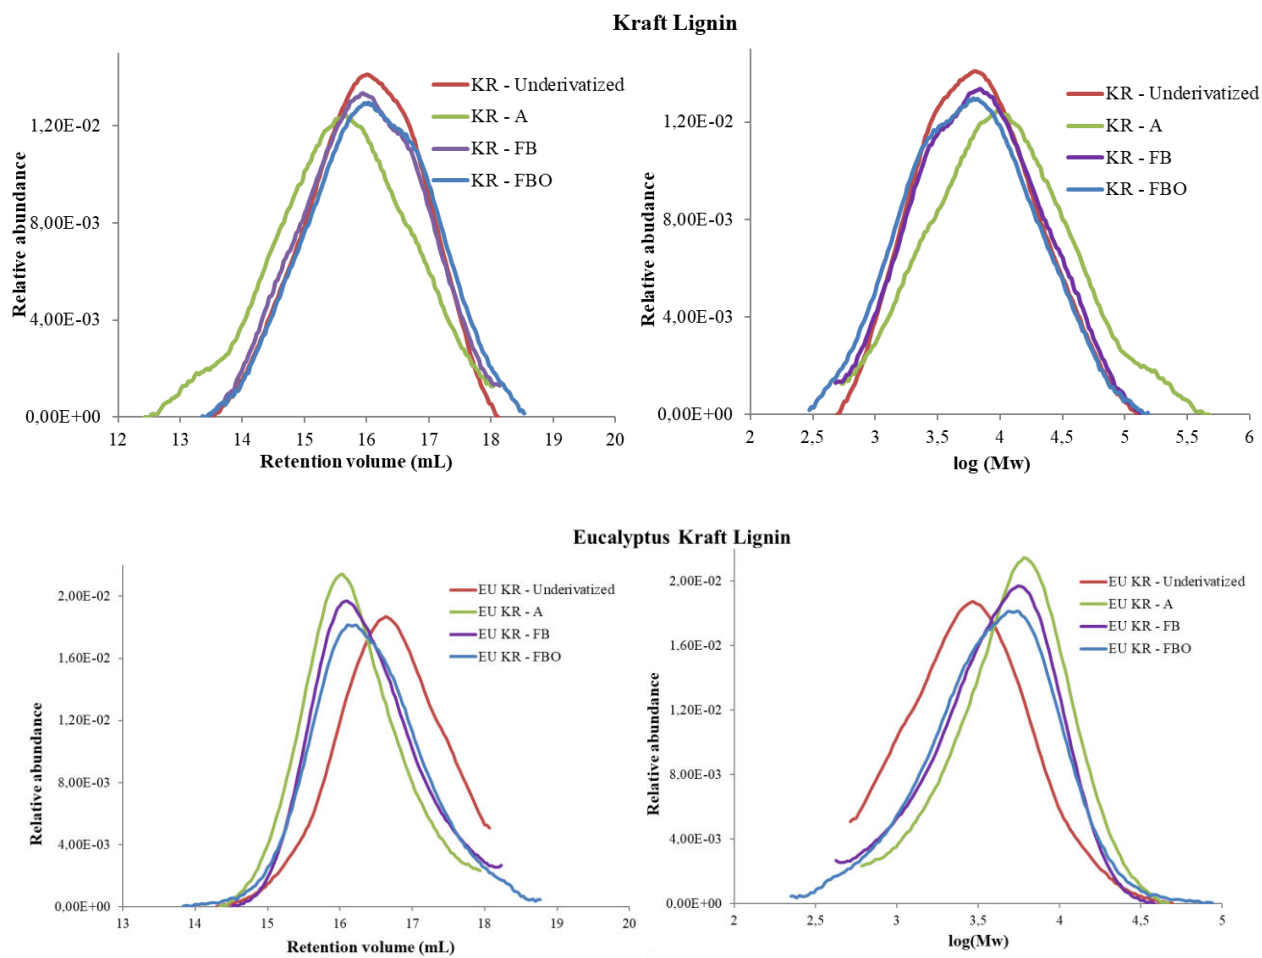 Kraft Lignin
KR - Underivatized
KR - A
KR - FB
KR - FBO
1,20E-02
8,00E-03
4,00E-03
0,00E+00
12 13 14 15 16 17 18 19 20
Relative abundance
Retention volume (mL)
KR - Underivatized
KR - A
KR - FB
KR - FBO
1,20E-02
8,00E-03
4,00E-03
0,00E+00
2 2,5 3 3,5 4 4,5 5 5,5 6
Relative abudance
log (Mw)
Eucalyptus Kraft Lignin
EU KR - Underivatized
EU KR - A
EU KR - FB
EU KR - FBO
2,00E-02
1,60E-02
1,20E-02
8,00E-03
4,00E-03
0,00E+00
13 14 15 16 17 18 19 20
Relative abundance
Retention volume (mL)
EU KR - Underivatized
EU KR - A
EU KR - FB
EU KR - FBO
2,00E-02
1,60E-02
1,20E-02
8,00E-03
4,00E-03
0,00E+00
2 2,5 3 3,5 4 4,5 5
Relative abundance
log(Mw)